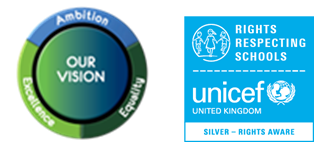 Ambition
OUR
VISION
Excellence
Equality
RIGHTS
RESPECTING
SCHOOLS
unicef
UNITED KINGDOM
SILVER – RIGHTS AWARE